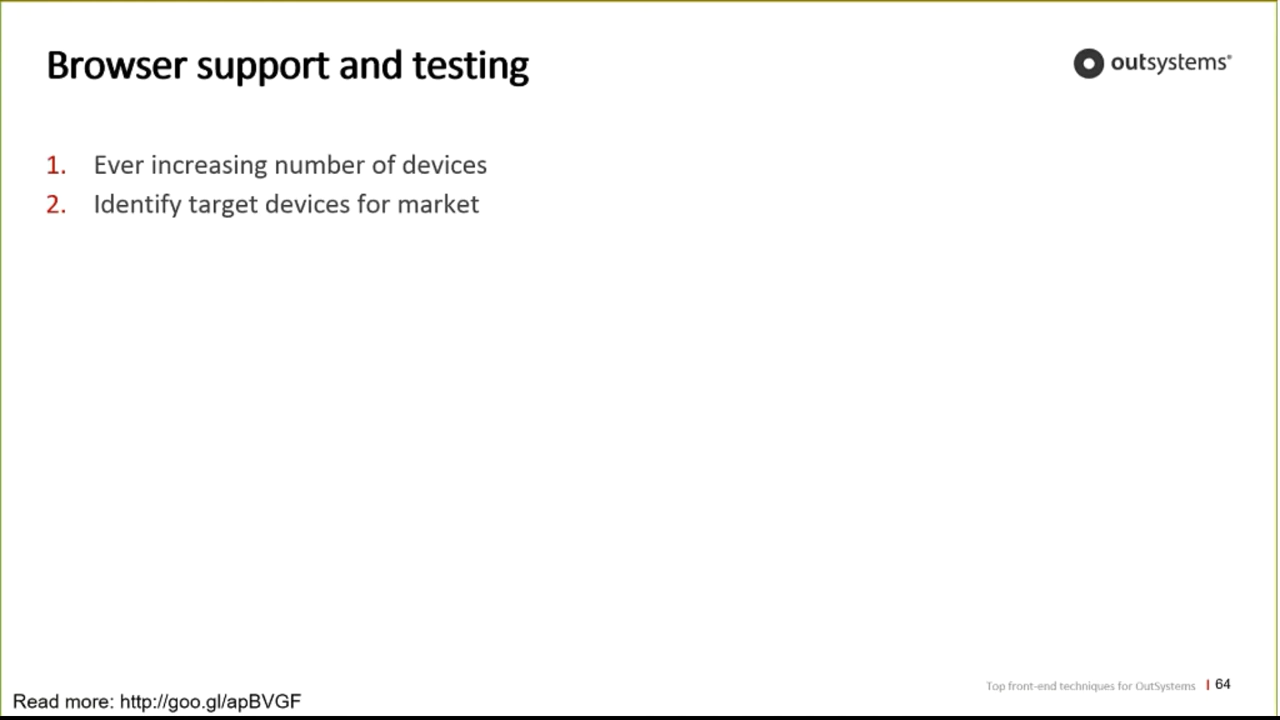 Browser support and testing
outsystems®
1. Ever increasing number of devices
2. Identify target devices for market
Top front-end techniques for OutSystems | 64
Read more: http://goo.gl/apBVGF